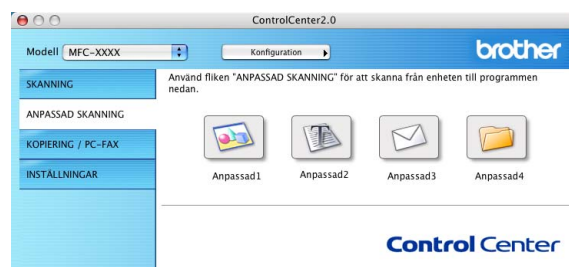 ControlCenter2.0
Modell MFC-XXXX Konfiguration brother
SKANNING
ANPASSAD SKANNING
KOPIERING / PC-FAX
INSTÄLLNINGAR
Använd fliken "ANPASSAD SKANNING" för att skanna från enheten till programmen
nedan.
Anpassad1 Anpassad2 Anpassad3 Anpassad4
Control Center